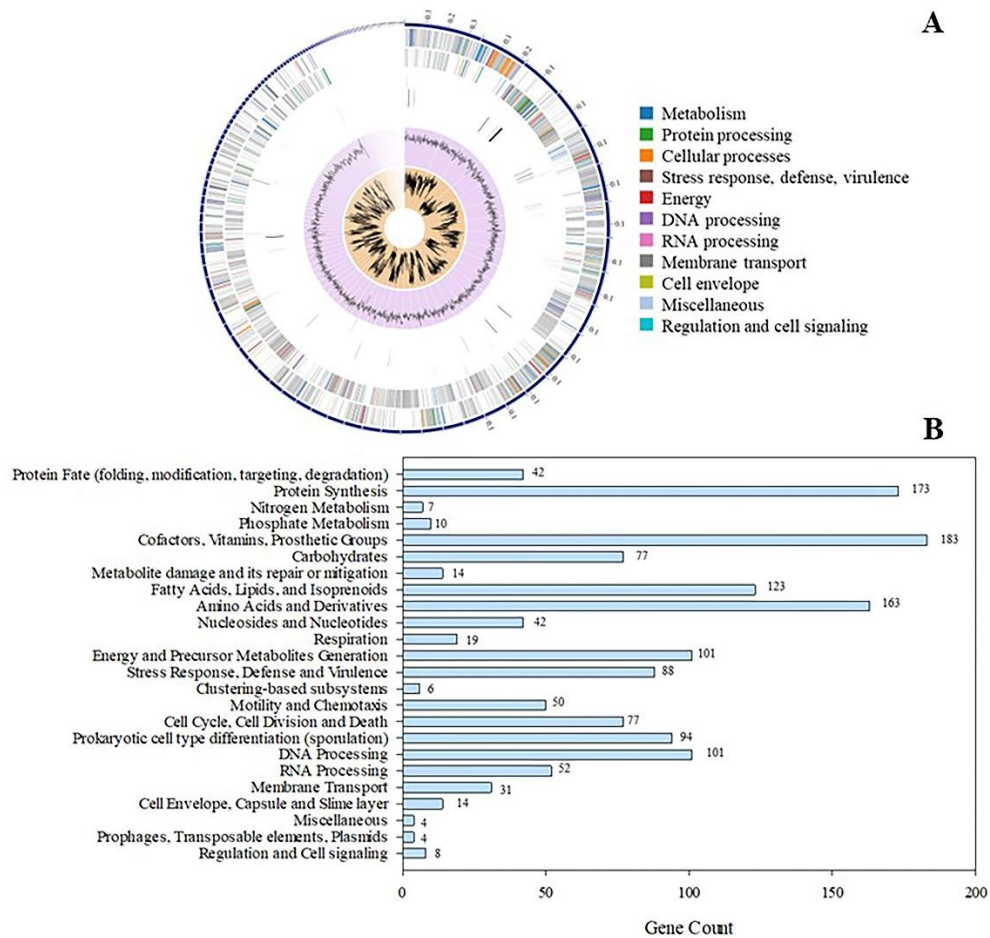 A
Metabolism
Protein processing
Cellular processes
Stress response, defense, virulence
Energy
DNA processing
RNA processing
Membrane transport
Cell envelope
Miscellaneous
Regulation and cell signaling
B
Protein Fate (folding, modification, targeting, degradation) 42
Protein Synthesis 173
Nitrogen Metabolism 7
Phosphate Metabolism 10
Cofactors, Vitamins, Prosthetic Groups 183
Carbohydrates 77
Metabolite damage and its repair or mitigation 14
Fatty Acids, Lipids, and Isoprenoids 123
Amino Acids and Derivatives 163
Nucleosides and Nucleotides 42
Respiration 19
Energy and Precursor Metabolites Generation 101
Stress Response, Defense and Virulence 88
Clustering-based subsystems 6
Motility and Chemotaxis 50
Cell Cycle, Cell Division and Death 77
Prokaryotic cell type differentiation (sporulation) 94
DNA Processing 101
RNA Processing 52
Membrane Transport 31
Cell Envelope, Capsule and Slime layer 14
Miscellaneous 4
Prophages, Transposable elements, Plasmids 4
Regulation and Cell signaling 8
0 50 100 150 200
Gene Count